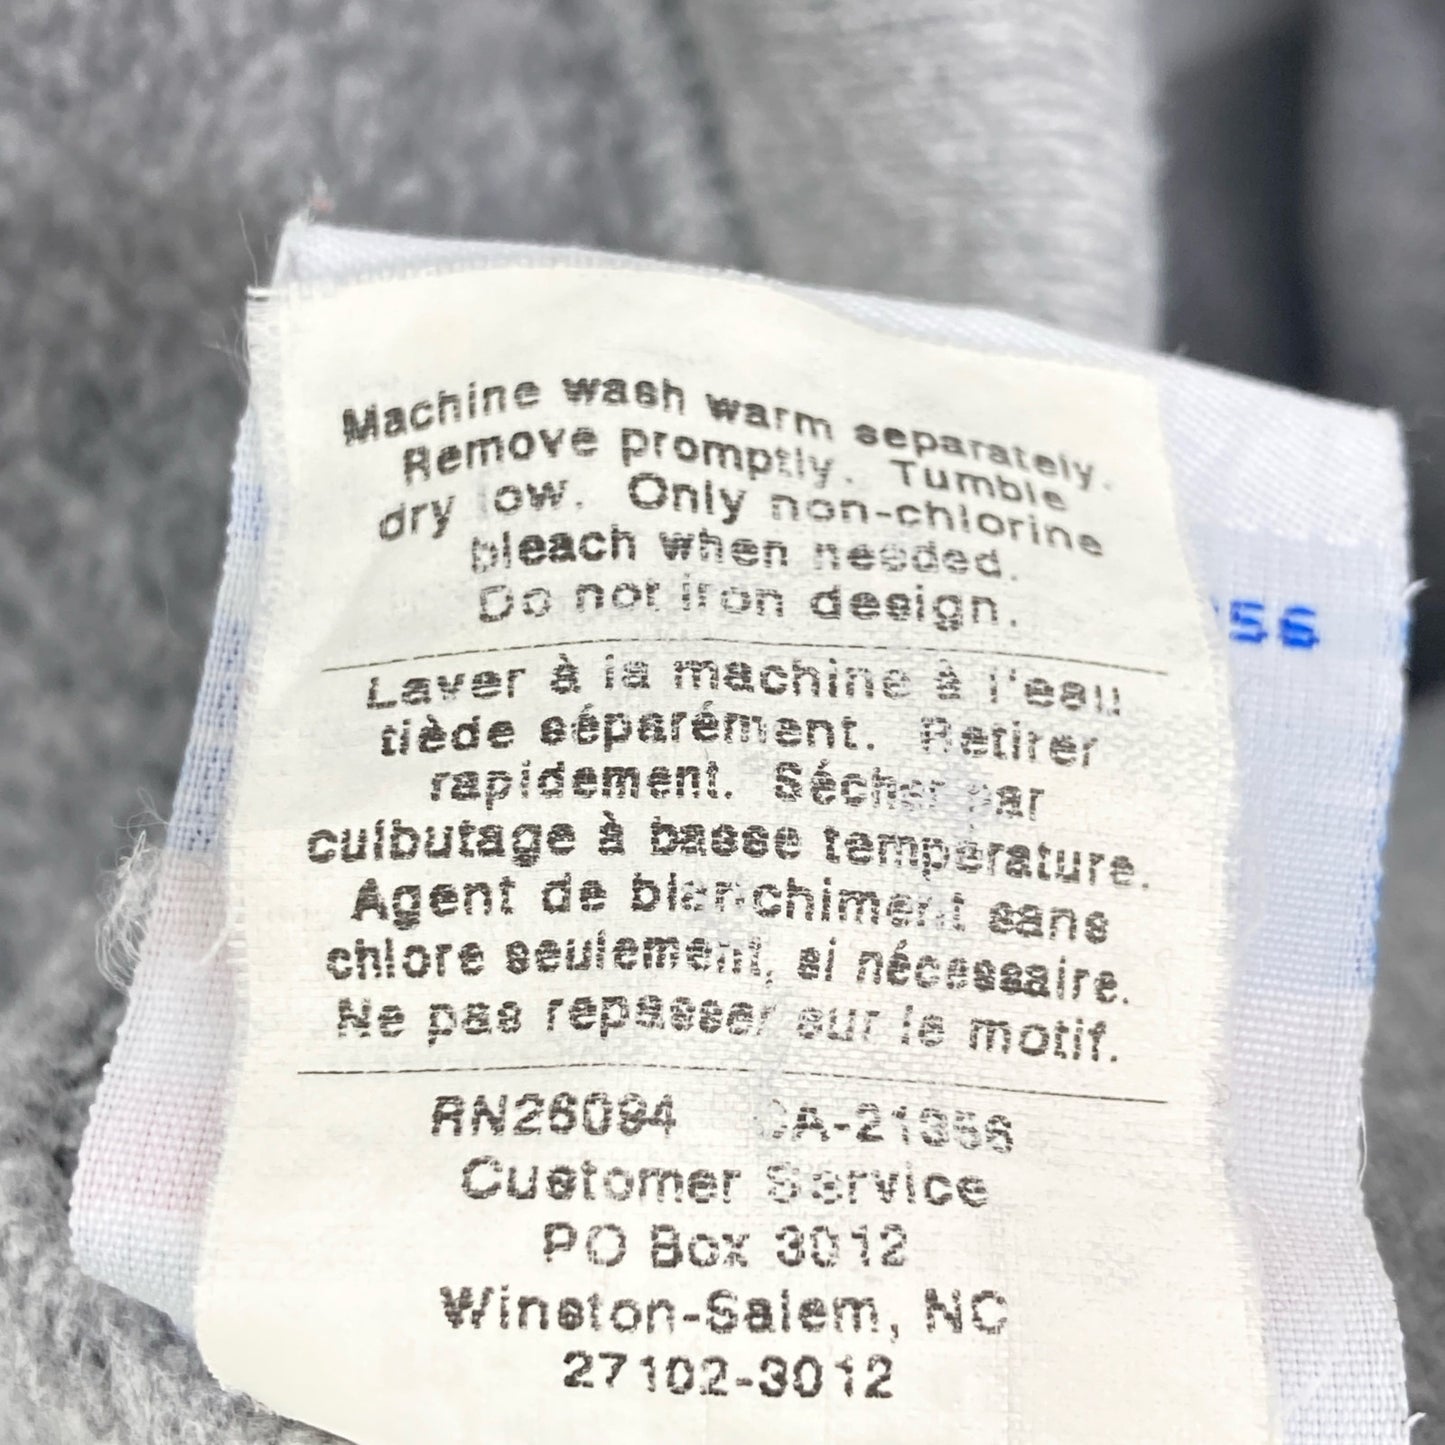 Machine wash warm separately.
Remove promptly. Tumble
dry low. Only non-chlorine
bleach when needed.
Do not iron design.
Laver à la machine à l'eau
tiède séparément. Retirer
rapidement. Sécher par
culbutage à basse température.
Agent de blanchiment sans
chlore seulement, si nécessaire.
Ne pas repasser sur le motif.
RN26094 CA-21356
Customer Service
PO Box 3012
Winston-Salem, NC
27102-3012
56